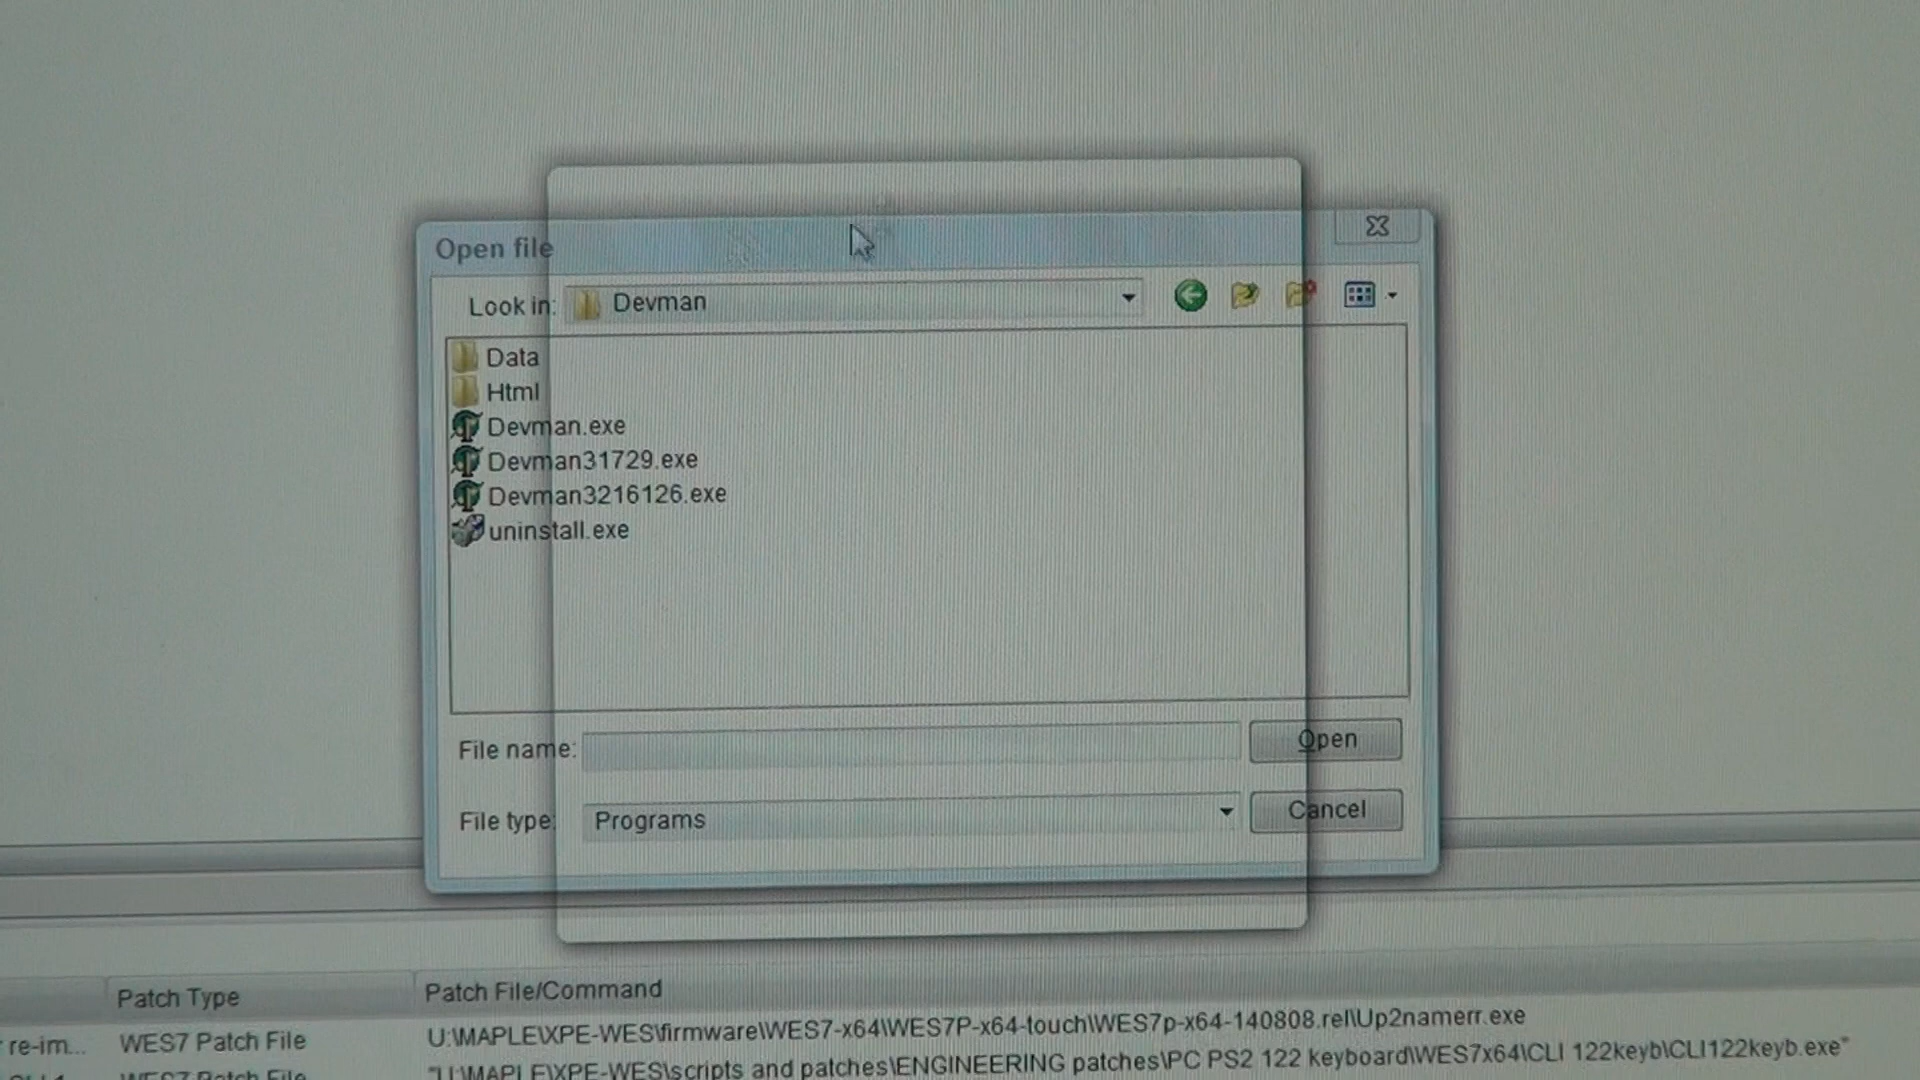 Open file
Look in: Devman
Data
Html
Devman.exe
Devman31729.exe
Devman3216126.exe
uninstall.exe
File name: Open
File type: Programs Cancel
Patch Type Patch File/Command
re-im... WES7 Patch File U:\MAPLE\XPE-WES\firmware\WES7-x64\WES7P-x64-touch\WES7p-x64-140808.rel\Up2namerr.exe
WES7 Patch File "U:\MAPLE\XPE-WES\scripts and patches\ENGINEERING patches\PC PS2 122 keyboard\WES7x64\CLI 122keyb\CLI122keyb.exe"